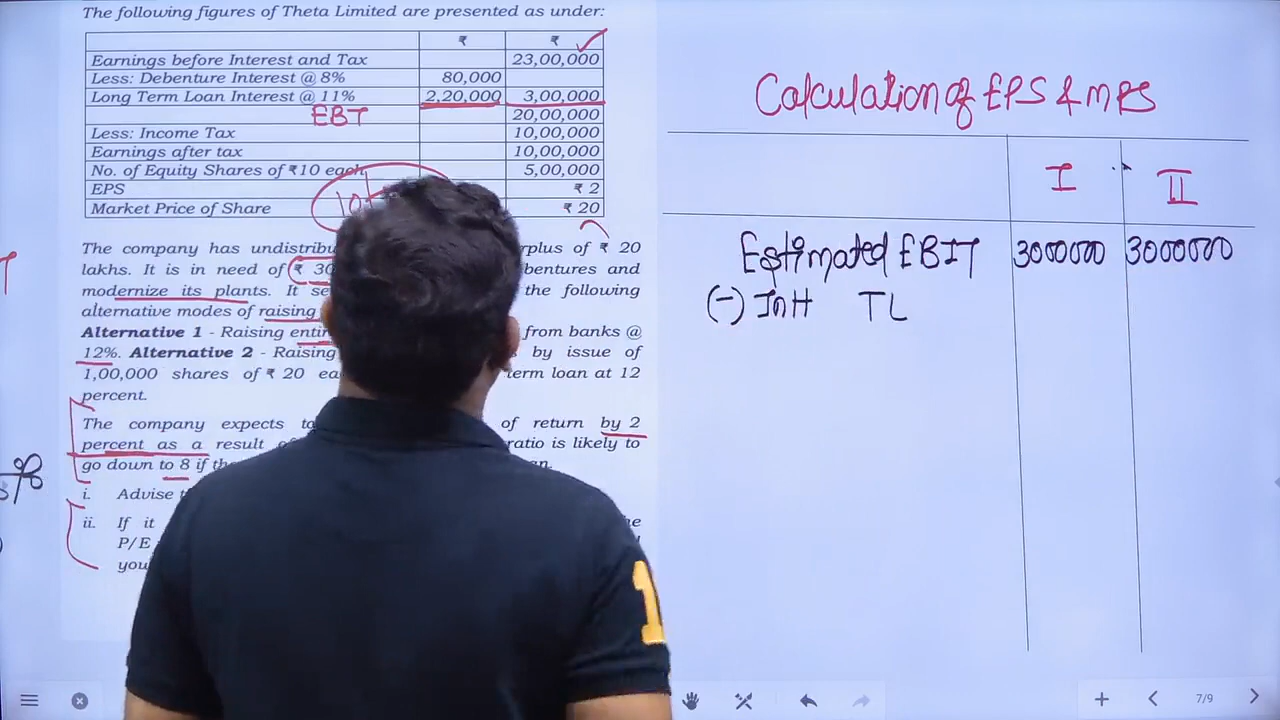 The following figures of Theta Limited are presented as under:
₹ ₹
Earnings before Interest and Tax 23,00,000
Less: Debenture Interest @ 8% 80,000
Long Term Loan Interest @ 11% 2,20,000 3,00,000
EBT 20,00,000
Less: Income Tax 10,00,000
Earnings after tax 10,00,000
No. of Equity Shares of ₹10 each 5,00,000
EPS ₹ 2
Market Price of Share ₹ 20
The company has undistribu rplus of ₹ 20
lakhs. It is in need of ₹ 30 bentures and
modernize its plants. It se the following
alternative modes of raising
Alternative 1 - Raising entir from banks @
12%. Alternative 2 - Raising by issue of
1,00,000 shares of ₹ 20 ea term loan at 12
percent.
The company expects to of return by 2
percent as a result of ratio is likely to
go down to 8 if th
i. Advise t
ii. If it he
P/E
you
Calculation of EPS & MPS
I II
Estimated EBIT 3000000 3000000
(-) Int TL
1
7/9